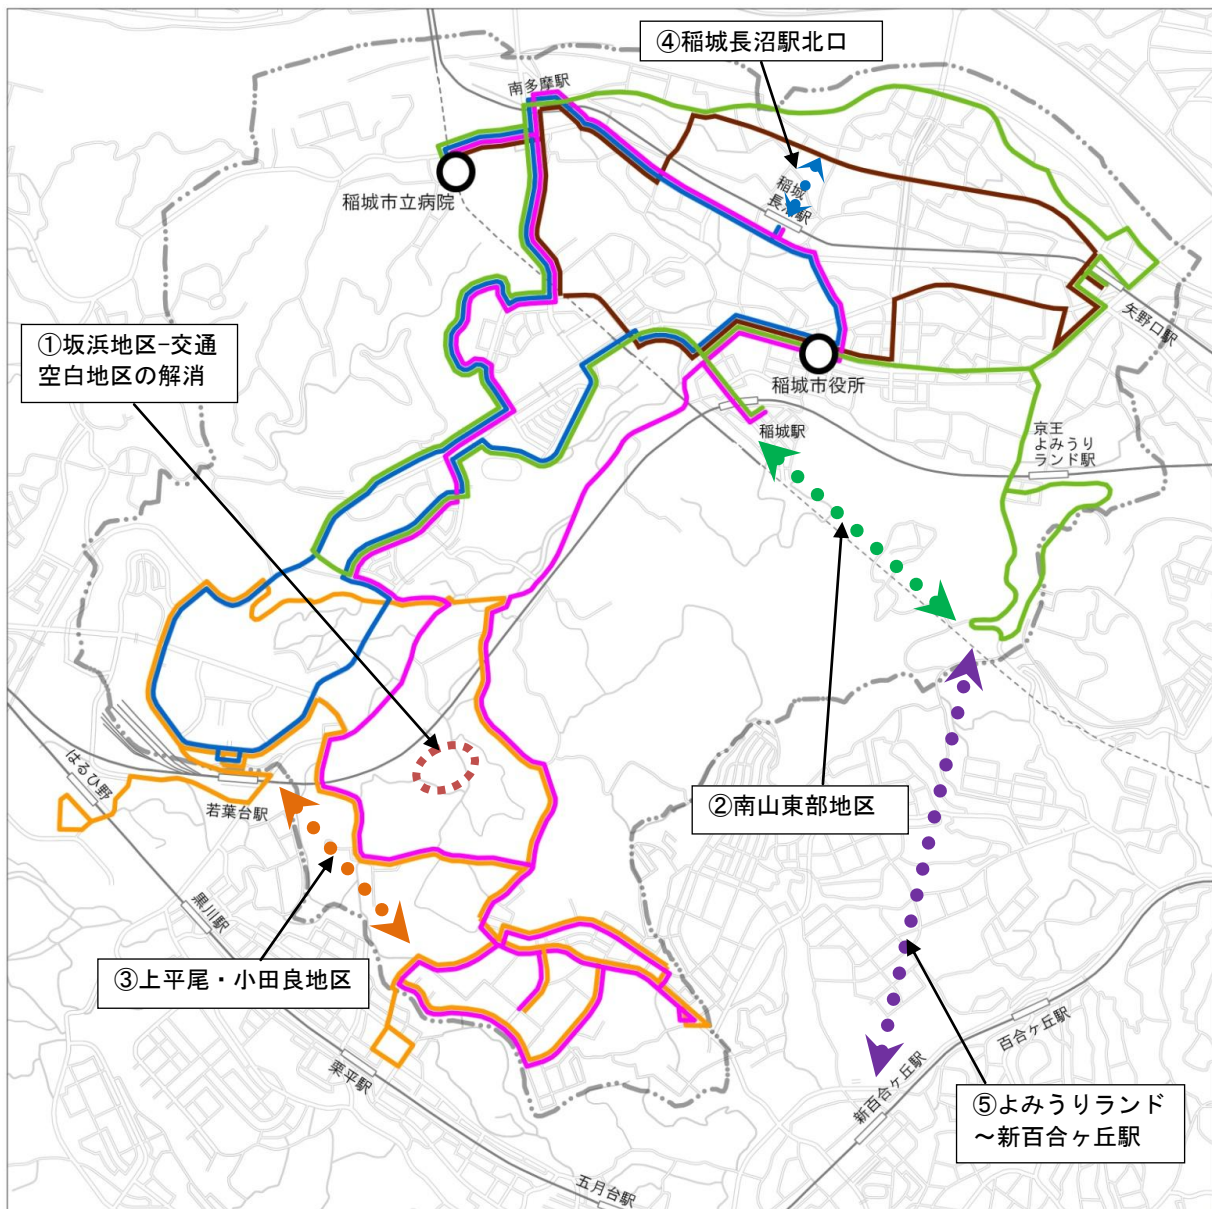 ④稲城長沼駅北口
南多摩駅
稲城市立病院
稲城
長沼駅
矢野口駅
①坂浜地区-交通
空白地区の解消
稲城市役所
稲城駅
京王
よみうり
ランド駅
②南山東部地区
はるひ野
若葉台駅
黒川駅
③上平尾・小田良地区
栗平駅
五月台駅
新百合ヶ丘駅
百合ヶ丘駅
⑤よみうりランド
～新百合ヶ丘駅